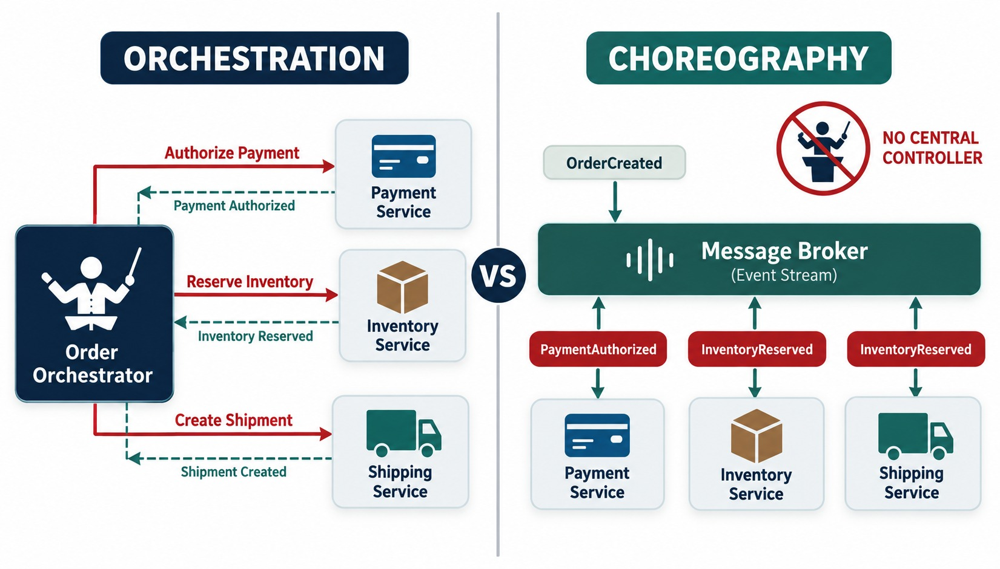 ORCHESTRATION
Authorize Payment
Payment Authorized
Payment
Service
Order
Orchestrator
Reserve Inventory
Inventory Reserved
Inventory
Service
Create Shipment
Shipment Created
Shipping
Service
VS
CHOREOGRAPHY
NO CENTRAL
CONTROLLER
OrderCreated
Message Broker
(Event Stream)
PaymentAuthorized
InventoryReserved
InventoryReserved
Payment
Service
Inventory
Service
Shipping
Service